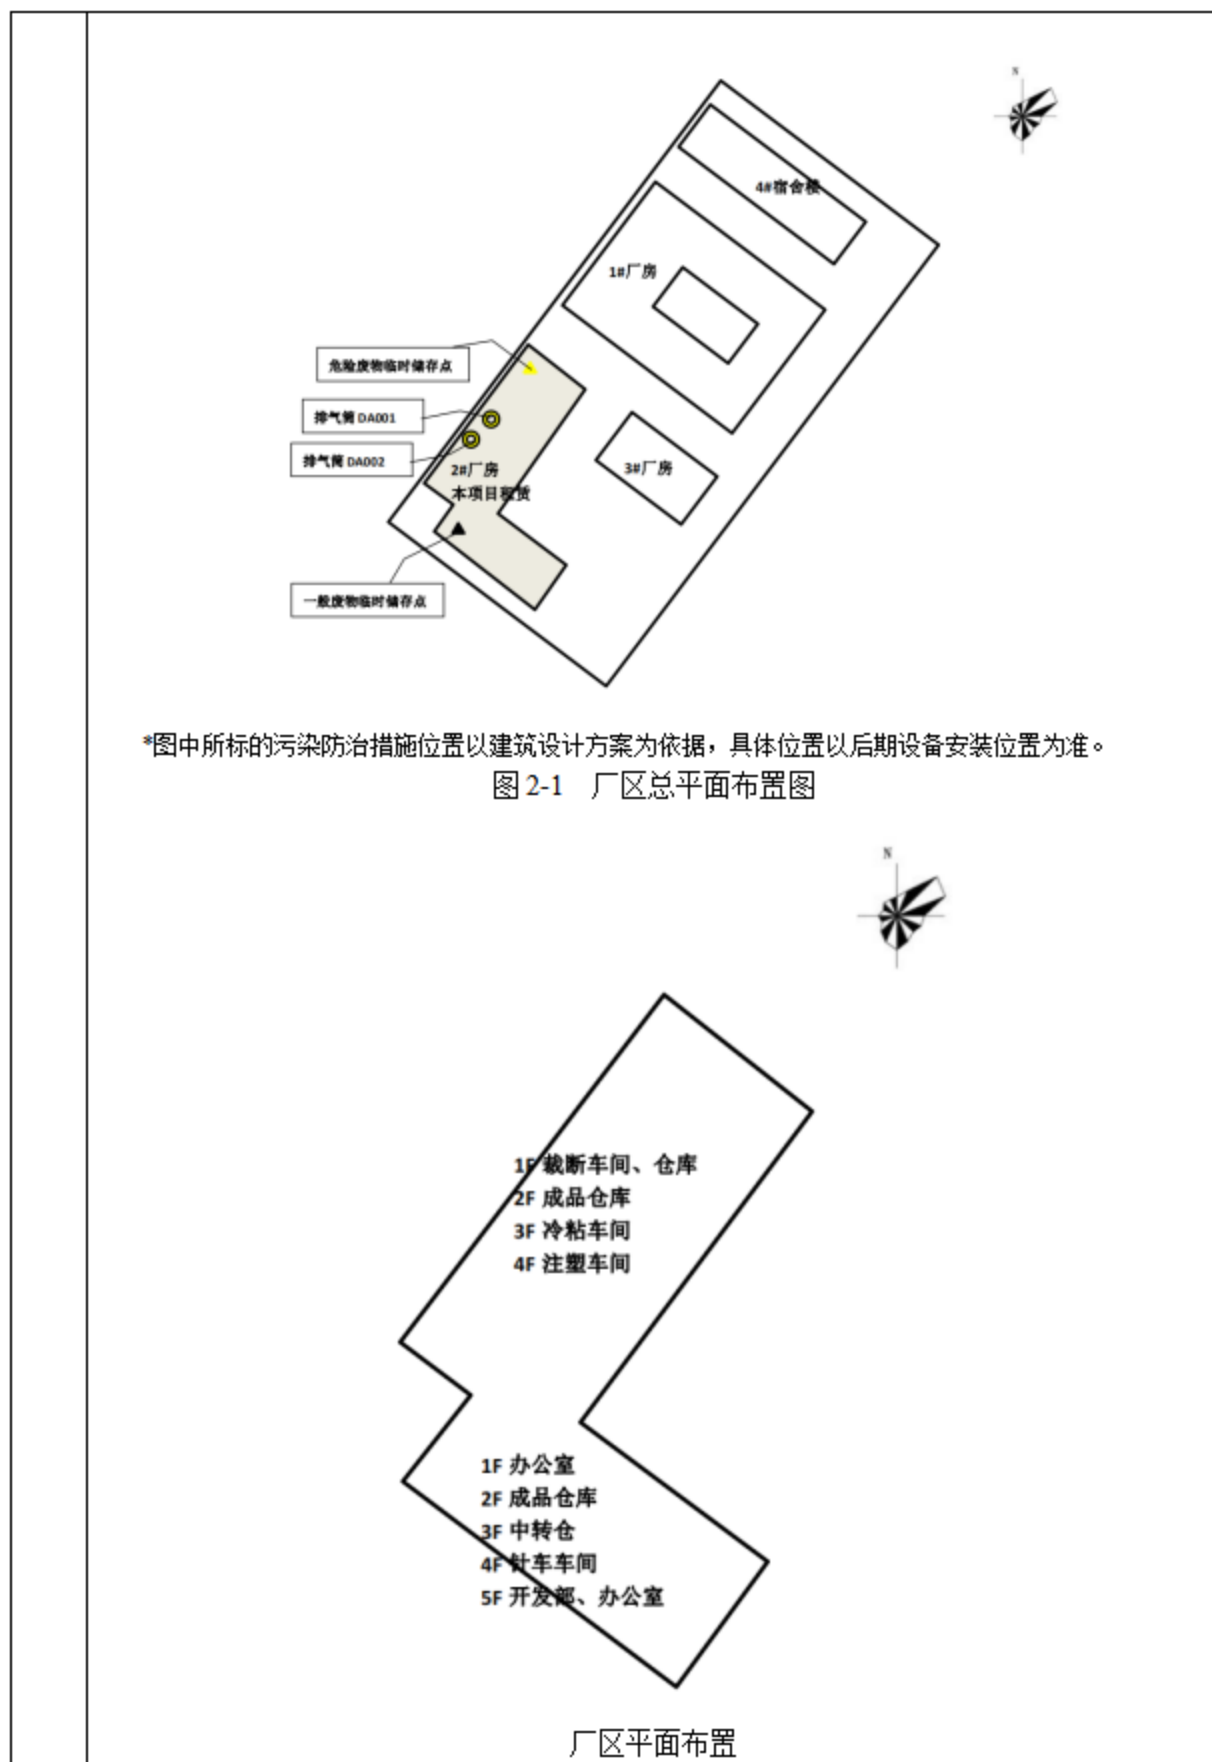 N
4#宿舍楼
1#厂房
危险废物临时储存点
排气筒 DA001
排气筒 DA002
2#厂房
本项目租赁
3#厂房
一般废物临时储存点
*图中所标的污染防治措施位置以建筑设计方案为依据，具体位置以后期设备安装位置为准。
图 2-1 厂区总平面布置图
N
1F 裁断车间、仓库
2F 成品仓库
3F 冷粘车间
4F 注塑车间
1F 办公室
2F 成品仓库
3F 中转仓
4F 针车车间
5F 开发部、办公室
厂区平面布置